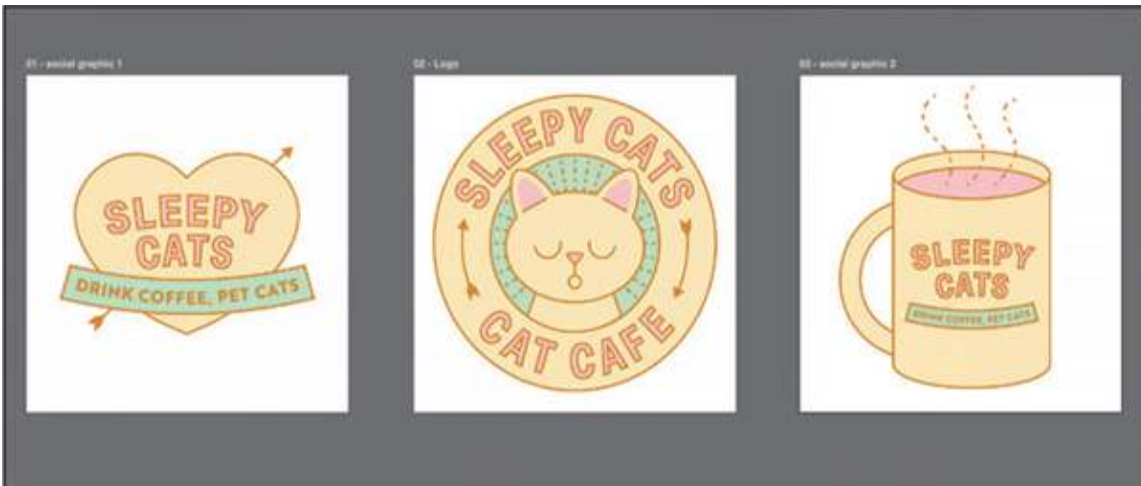 01 - social graphic 1
SLEEPY
CATS
DRINK COFFEE, PET CATS
02 - Logo
SLEEPY CATS
CAT CAFE
03 - social graphic 2
SLEEPY
CATS
DRINK COFFEE, PET CATS